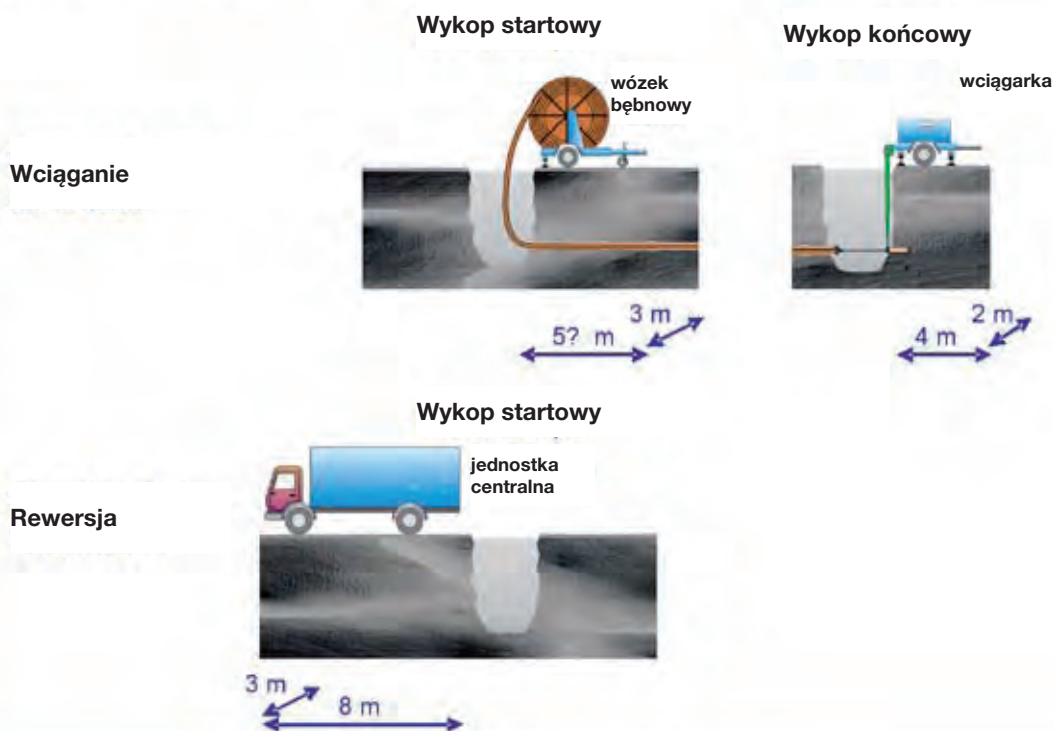 Wykop startowy
Wykop końcowy
wózek
bębnowy
wciągarka
Wciąganie
3 m
5? m
2 m
4 m
Wykop startowy
jednostka
centralna
Rewersja
3 m
8 m